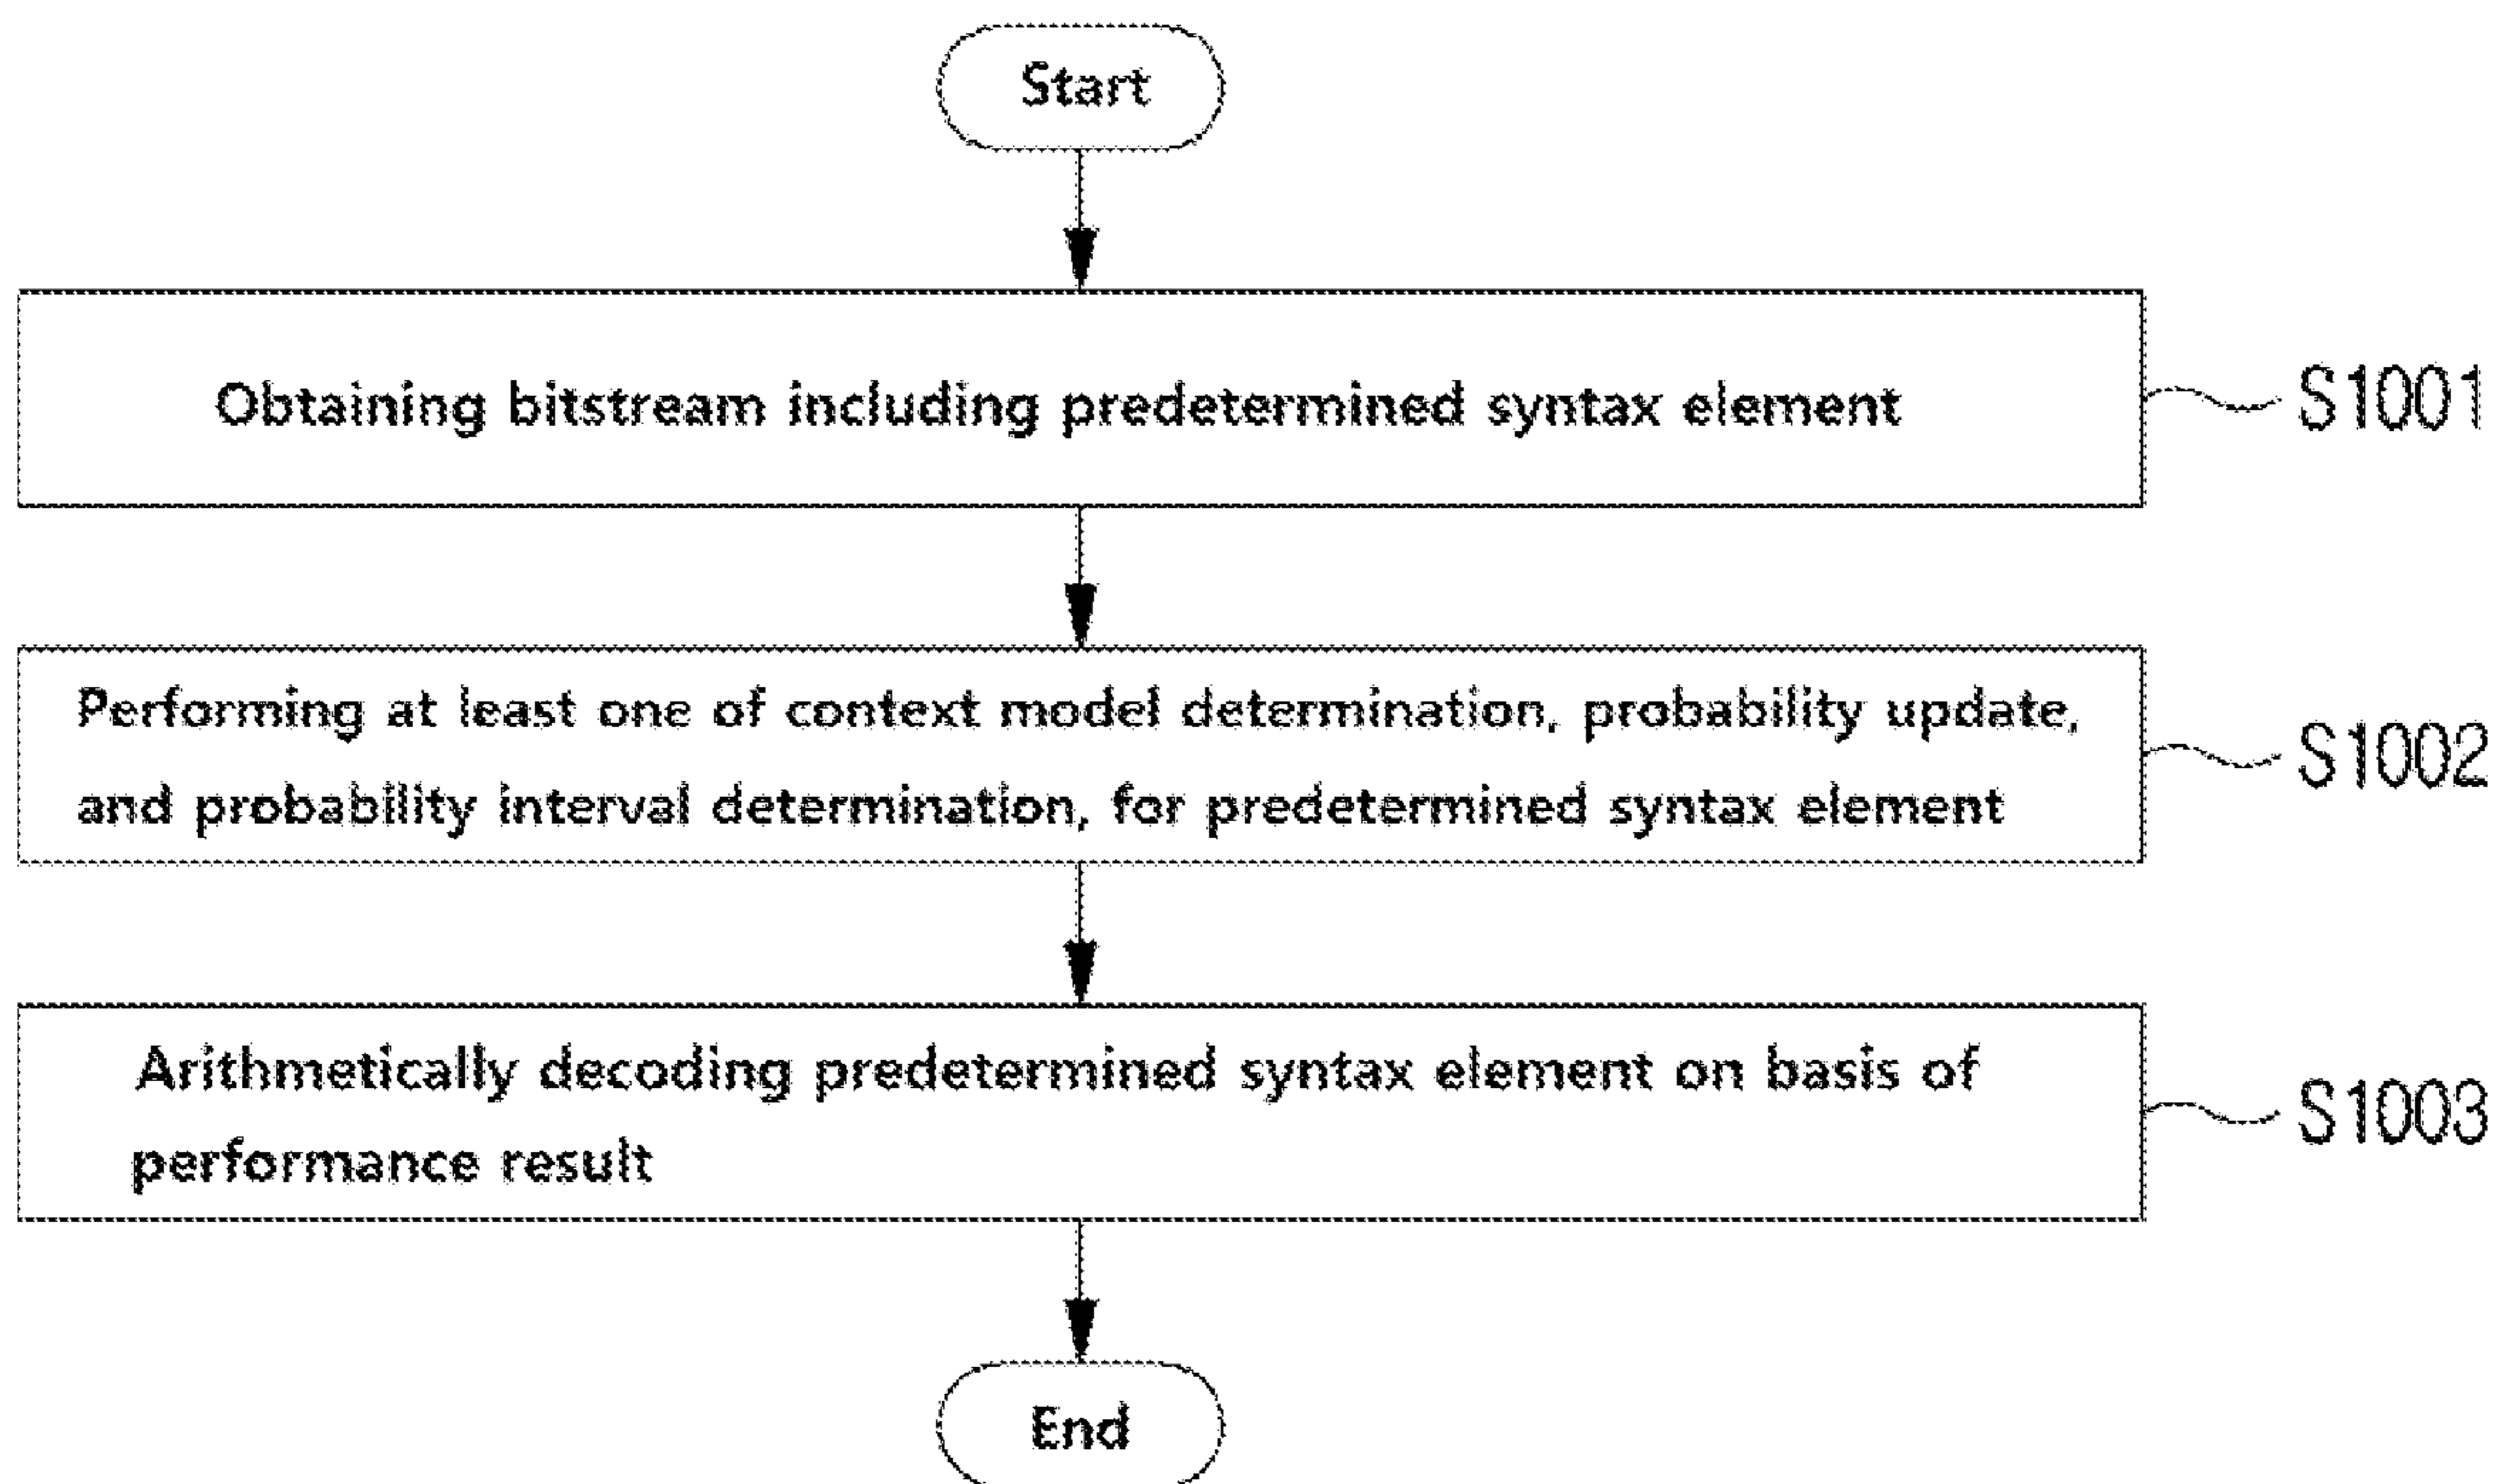 Start
Obtaining bitstream including predetermined syntax element
S1001
Performing at least one of context model determination, probability update,
and probability interval determination, for predetermined syntax element
S1002
Arithmetically decoding predetermined syntax element on basis of
performance result
S1003
End